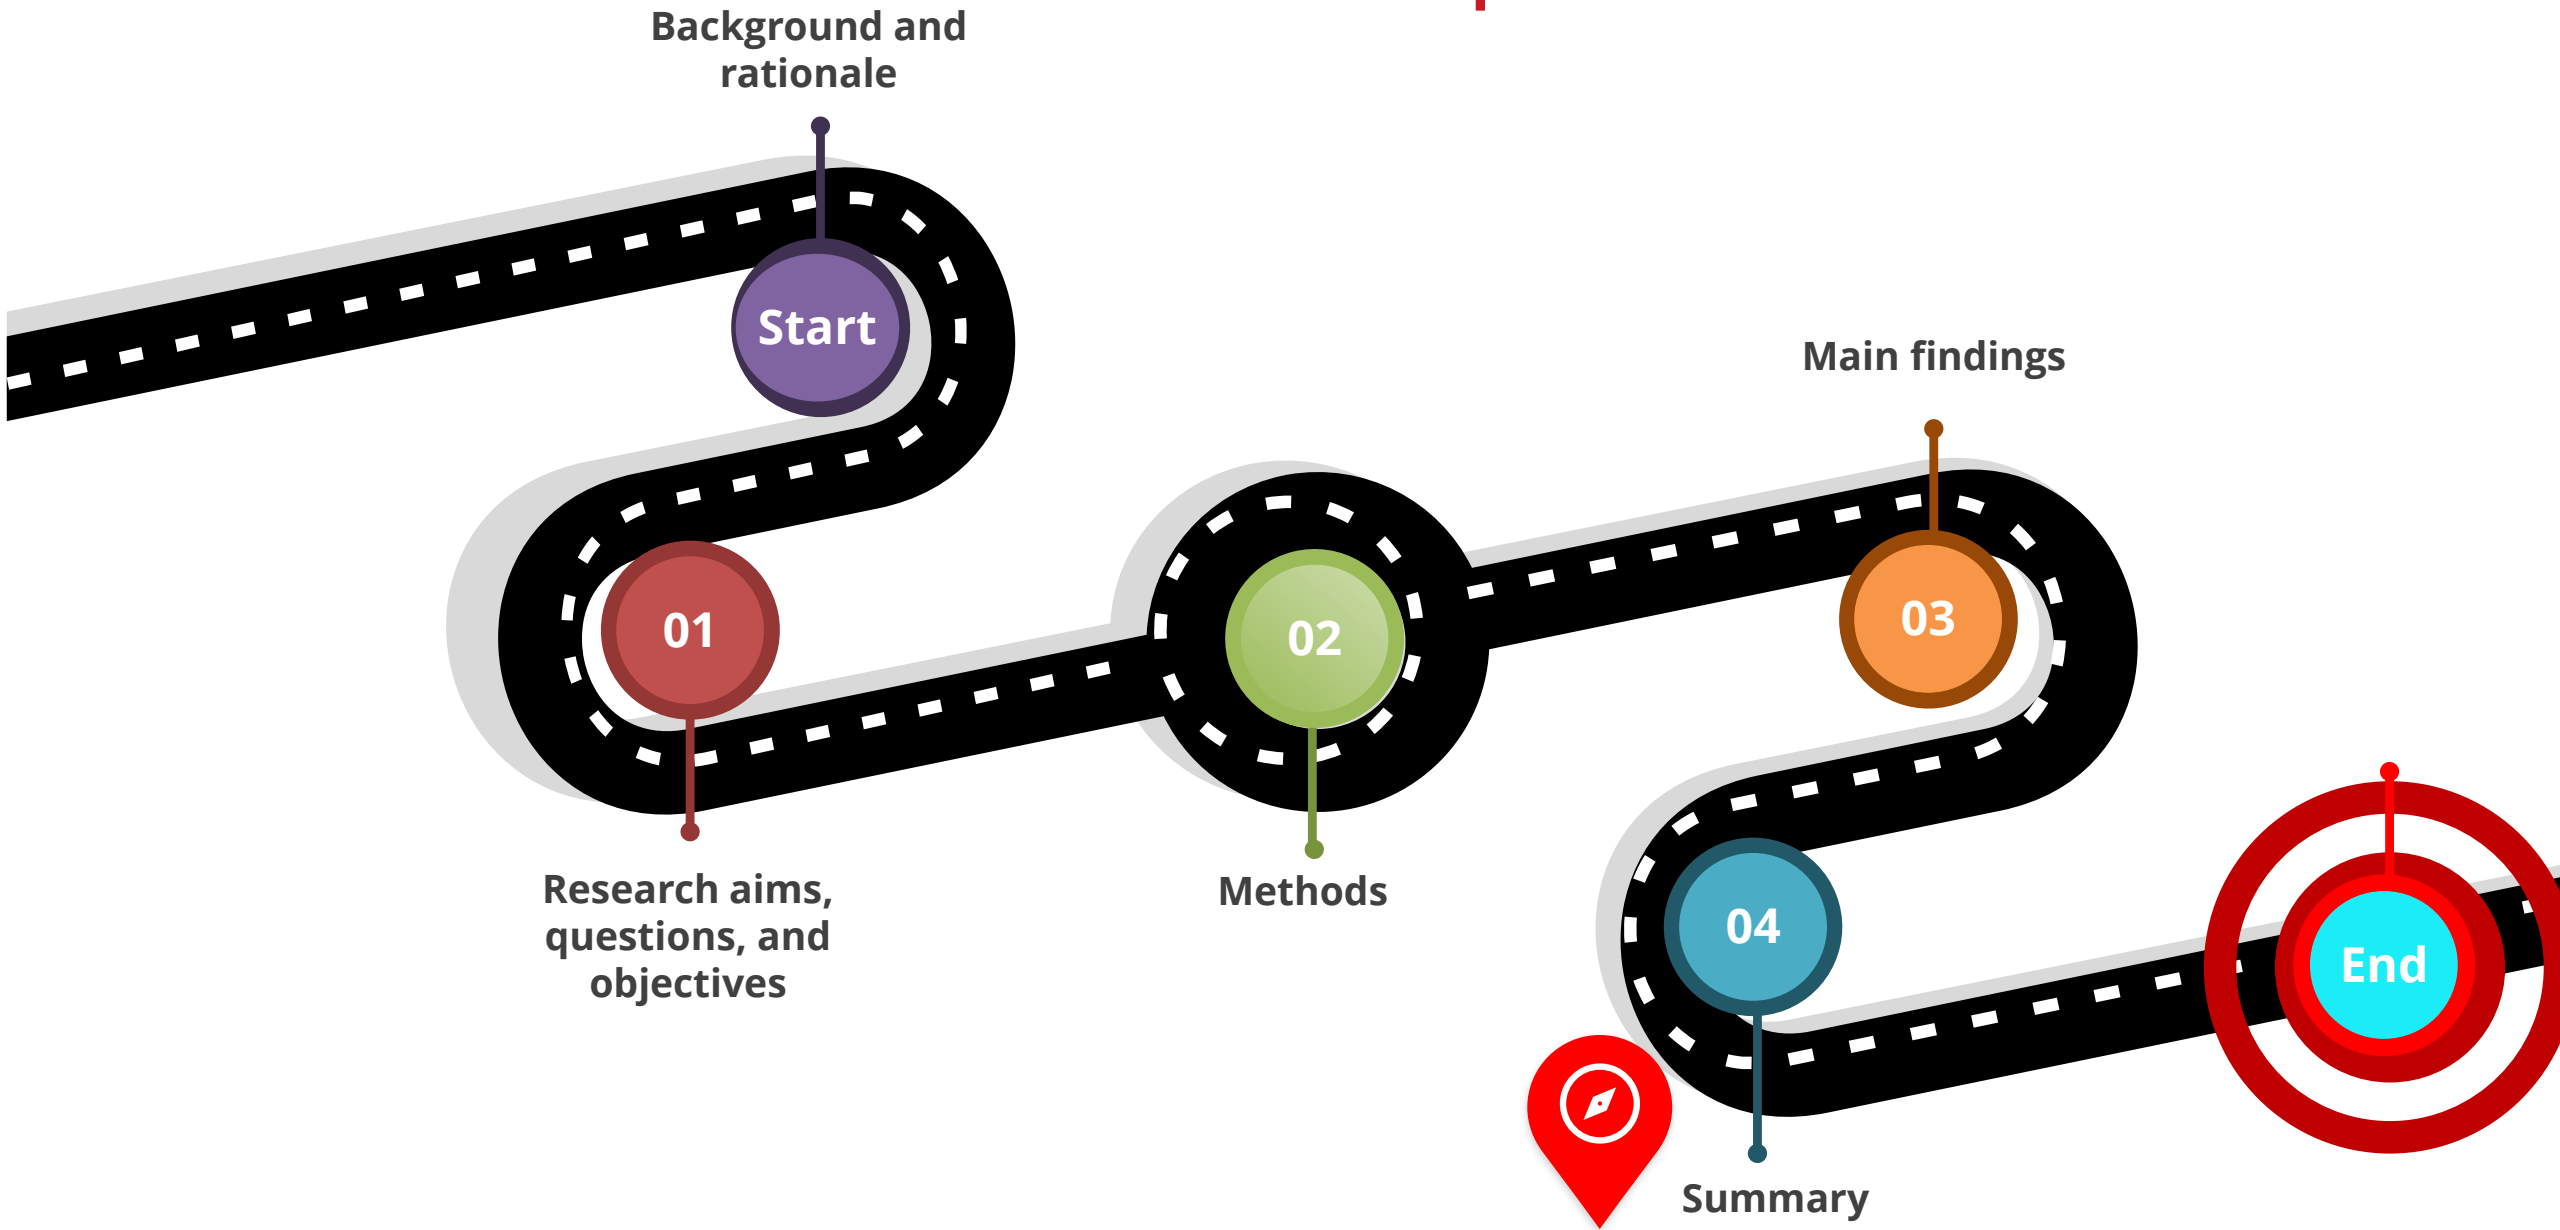 Background and
rationale
Start
Main findings
01
02
03
Research aims,
questions, and
objectives
Methods
04
End
Summary